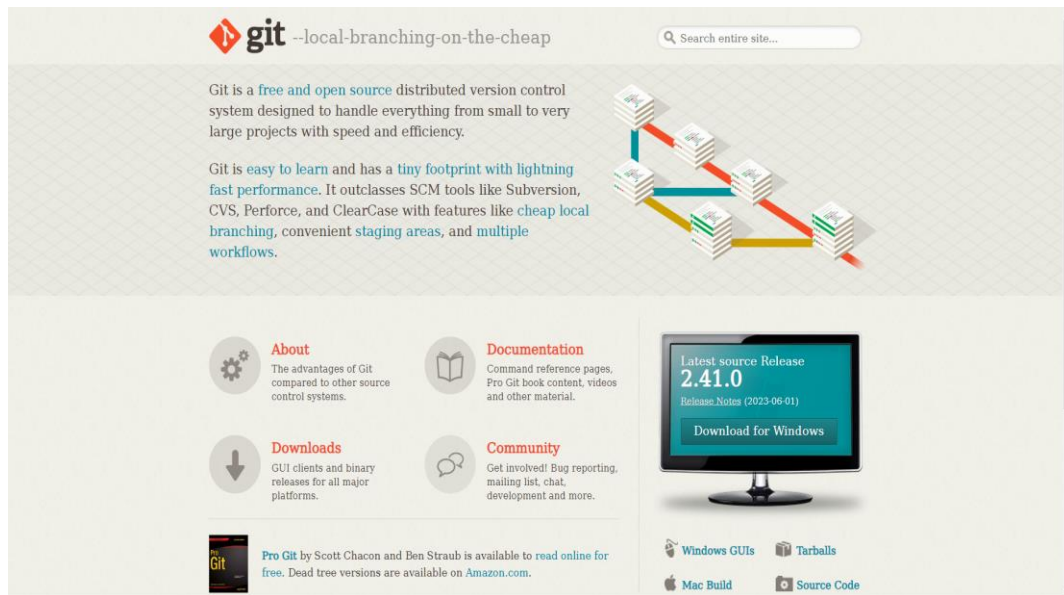 git --local-branching-on-the-cheap
Search entire site...
Git is a free and open source distributed version control
system designed to handle everything from small to very
large projects with speed and efficiency.
Git is easy to learn and has a tiny footprint with lightning
fast performance. It outclasses SCM tools like Subversion,
CVS, Perforce, and ClearCase with features like cheap local
branching, convenient staging areas, and multiple
workflows.
About
The advantages of Git
compared to other source
control systems.
Documentation
Command reference pages,
Pro Git book content, videos
and other material.
Downloads
GUI clients and binary
releases for all major
platforms.
Community
Get involved! Bug reporting,
mailing list, chat,
development and more.
Pro
Git
Pro Git by Scott Chacon and Ben Straub is available to read online for
free. Dead tree versions are available on Amazon.com.
Latest source Release
2.41.0
Release Notes (2023-06-01)
Download for Windows
Windows GUIs
Tarballs
Mac Build
Source Code